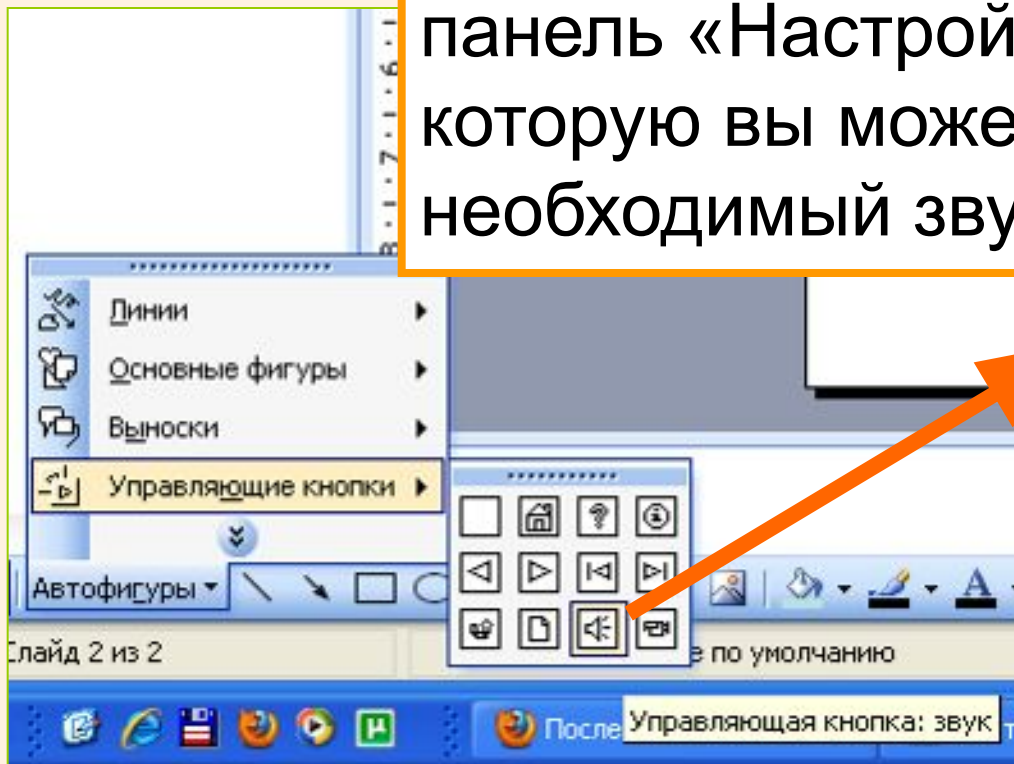 панель «Настрой
которую вы може
необходимый зву
Линии
Основные фигуры
Выноски
Управляющие кнопки
Автофигуры
Слайд 2 из 2
е по умолчанию
После
Управляющая кнопка: звук